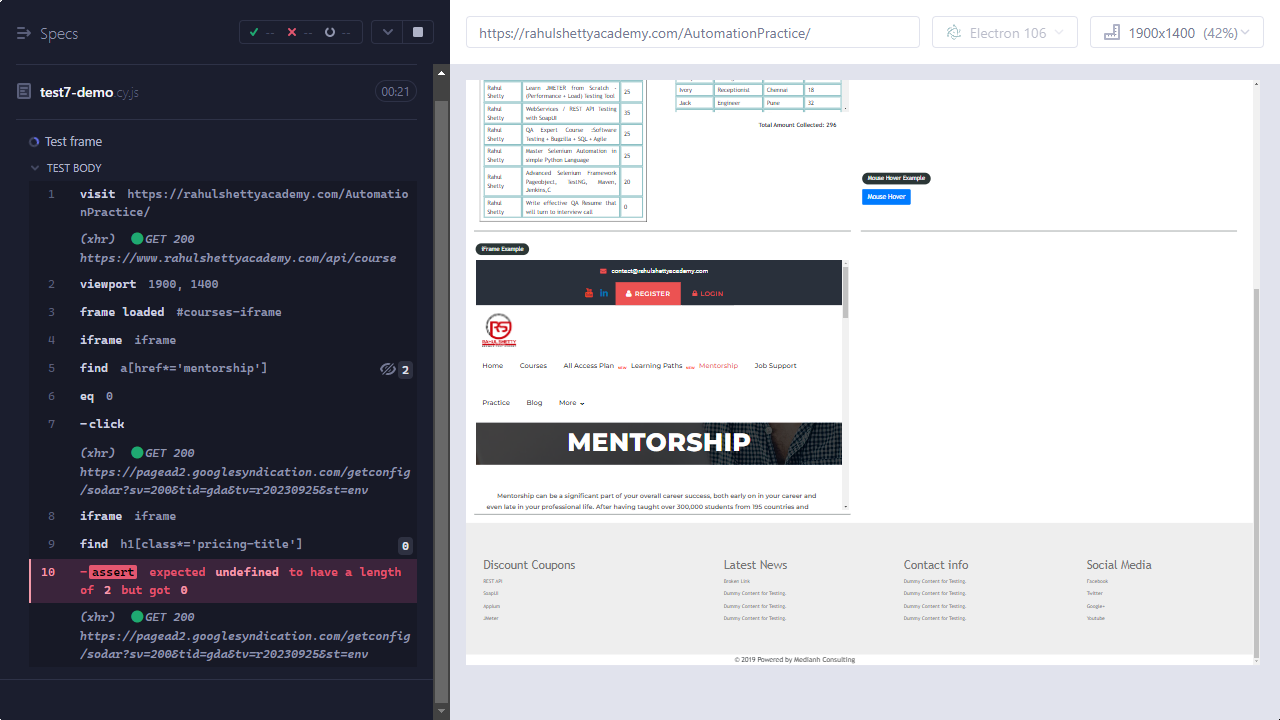 Specs
--
--
--
https://rahulshettyacademy.com/AutomationPractice/
Electron 106
1900x1400 (42%)
test7-demo.cy.js
00:21
Test frame
TEST BODY
1 visit https://rahulshettyacademy.com/Automatio
nPractice/
(xhr) GET 200
https://www.rahulshettyacademy.com/api/course
2 viewport 1900, 1400
3 frame loaded #courses-iframe
4 iframe iframe
5 find a[href*='mentorship'] 2
6 eq 0
7 -click
(xhr) GET 200
https://pagead2.googlesyndication.com/getconfig
/sodar?sv=200&tid=gda&tv=r20230925&st=env
8 iframe iframe
9 find h1[class*='pricing-title'] 0
10 -assert expected undefined to have a length
of 2 but got 0
(xhr) GET 200
https://pagead2.googlesyndication.com/getconfig
/sodar?sv=200&tid=gda&tv=r20230925&st=env
Rahul Shetty Learn JMETER from Scratch - (Performance + Load) Testing Tool 25
Rahul Shetty WebServices / REST API Testing with SoapUI 35
Rahul Shetty QA Expert Course :Software Testing + Bugzilla + SQL + Agile 25
Rahul Shetty Master Selenium Automation in simple Python Language 25
Rahul Shetty Advanced Selenium Framework Pageobject, TestNG, Maven, Jenkins,C 20
Rahul Shetty Write effective QA Resume that will turn to interview call 0
Ivory Receptionist Chennai 18
Jack Engineer Pune 32
Total Amount Collected: 296
Mouse Hover Example
Mouse Hover
iFrame Example
contact@rahulshettyacademy.com
in REGISTER LOGIN
RS
RAHUL SHETTY
Home Courses All Access Plan NEW Learning Paths NEW Mentorship Job Support
Practice Blog More
MENTORSHIP
Mentorship can be a significant part of your overall career success, both early on in your career and
even late in your professional life. After having taught over 300,000 students from 195 countries and
Discount Coupons
REST API
SoapUI
Appium
JMeter
Latest News
Broken Link
Dummy Content for Testing.
Dummy Content for Testing.
Dummy Content for Testing.
Contact info
Dummy Content for Testing.
Dummy Content for Testing.
Dummy Content for Testing.
Dummy Content for Testing.
Social Media
Facebook
Twitter
Google+
Youtube
© 2019 Powered by Medianh Consulting